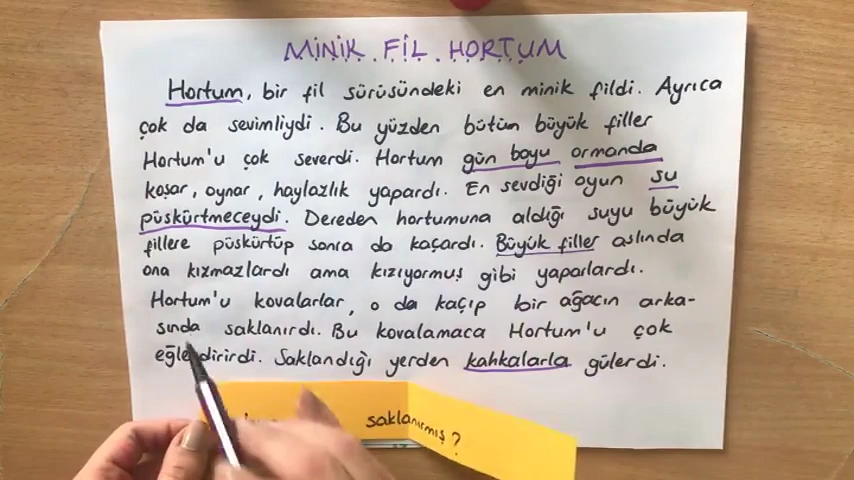 MİNİK FİL HORTUM
Hortum, bir fil sürüsündeki en minik fildi. Ayrıca
çok da sevimliydi. Bu yüzden bütün büyük filler
Hortum'u çok severdi. Hortum gün boyu ormanda
koşar, oynar, haylazlık yapardı. En sevdiği oyun su
püskürtmeceydi. Dereden hortumuna aldığı suyu büyük
fillere püskürtüp sonra da kaçardı. Büyük filler aslında
ona kızmazlardı ama kızıyormuş gibi yaparlardı.
Hortum'u kovalarlar, o da kaçıp bir ağacın arka-
sında saklanırdı. Bu kovalamaca Hortum'u çok
eğlendirirdi. Saklandığı yerden kahkalarla gülerdi.
saklanırmış?